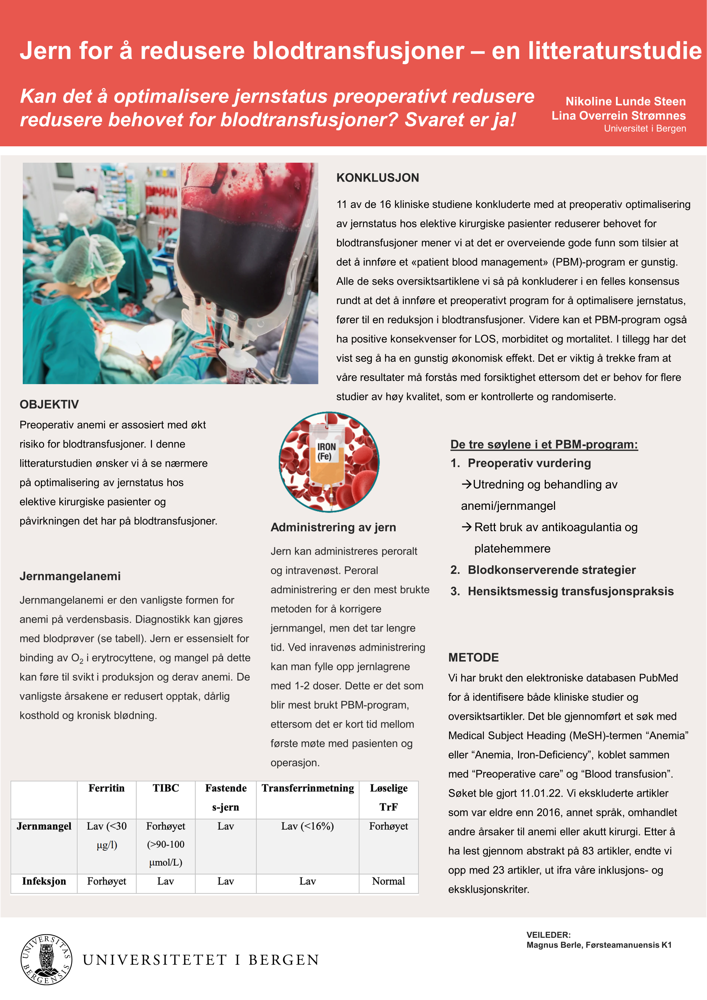 Jern for å redusere blodtransfusjoner – en litteraturstudie
Kan det å optimalisere jernstatus preoperativt redusere
redusere behovet for blodtransfusjoner? Svaret er ja!
Nikoline Lunde Steen
Lina Overrein Strømnes
Universitet i Bergen
KONKLUSJON
11 av de 16 kliniske studiene konkluderte med at preoperativ optimalisering
av jernstatus hos elektive kirurgiske pasienter reduserer behovet for
blodtransfusjoner mener vi at det er overveiende gode funn som tilsier at
det å innføre et «patient blood management» (PBM)-program er gunstig.
Alle de seks oversiktsartiklene vi så på konkluderer i en felles konsensus
rundt at det å innføre et preoperativt program for å optimalisere jernstatus,
fører til en reduksjon i blodtransfusjoner. Videre kan et PBM-program også
ha positive konsekvenser for LOS, morbiditet og mortalitet. I tillegg har det
vist seg å ha en gunstig økonomisk effekt. Det er viktig å trekke fram at
våre resultater må forstås med forsiktighet ettersom det er behov for flere
studier av høy kvalitet, som er kontrollerte og randomiserte.
OBJEKTIV
Preoperativ anemi er assosiert med økt
risiko for blodtransfusjoner. I denne
litteraturstudien ønsker vi å se nærmere
på optimalisering av jernstatus hos
elektive kirurgiske pasienter og
påvirkningen det har på blodtransfusjoner.
Jernmangelanemi
Jernmangelanemi er den vanligste formen for
anemi på verdensbasis. Diagnostikk kan gjøres
med blodprøver (se tabell). Jern er essensielt for
binding av O₂ i erytrocyttene, og mangel på dette
kan føre til svikt i produksjon og derav anemi. De
vanligste årsakene er redusert opptak, dårlig
kosthold og kronisk blødning.
IRON
(Fe)
Administrering av jern
Jern kan administreres peroralt
og intravenøst. Peroral
administrering er den mest brukte
metoden for å korrigere
jernmangel, men det tar lengre
tid. Ved inravenøs administrering
kan man fylle opp jernlagrene
med 1-2 doser. Dette er det som
blir mest brukt PBM-program,
ettersom det er kort tid mellom
første møte med pasienten og
operasjon.
De tre søylene i et PBM-program:
1. Preoperativ vurdering
→Utredning og behandling av
anemi/jernmangel
→ Rett bruk av antikoagulantia og
platehemmere
2. Blodkonserverende strategier
3. Hensiktsmessig transfusjonspraksis
METODE
Vi har brukt den elektroniske databasen PubMed
for å identifisere både kliniske studier og
oversiktsartikler. Det ble gjennomført et søk med
Medical Subject Heading (MeSH)-termen “Anemia”
eller “Anemia, Iron-Deficiency”, koblet sammen
med “Preoperative care” og “Blood transfusion”.
Søket ble gjort 11.01.22. Vi ekskluderte artikler
som var eldre enn 2016, annet språk, omhandlet
andre årsaker til anemi eller akutt kirurgi. Etter å
ha lest gjennom abstrakt på 83 artikler, endte vi
opp med 23 artikler, ut ifra våre inklusjons- og
eksklusjonskriter.
Ferritin TIBC Fastende Transferrinmetning Løselige
s-jern TrF
Jernmangel Lav (<30 Forhøyet Lav Lav (<16%) Forhøyet
µg/l) (>90-100
µmol/L)
Infeksjon Forhøyet Lav Lav Lav Normal
UNIVERSITAS
BERGENSIS
UNIVERSITETET I BERGEN
VEILEDER:
Magnus Berle, Førsteamanuensis K1